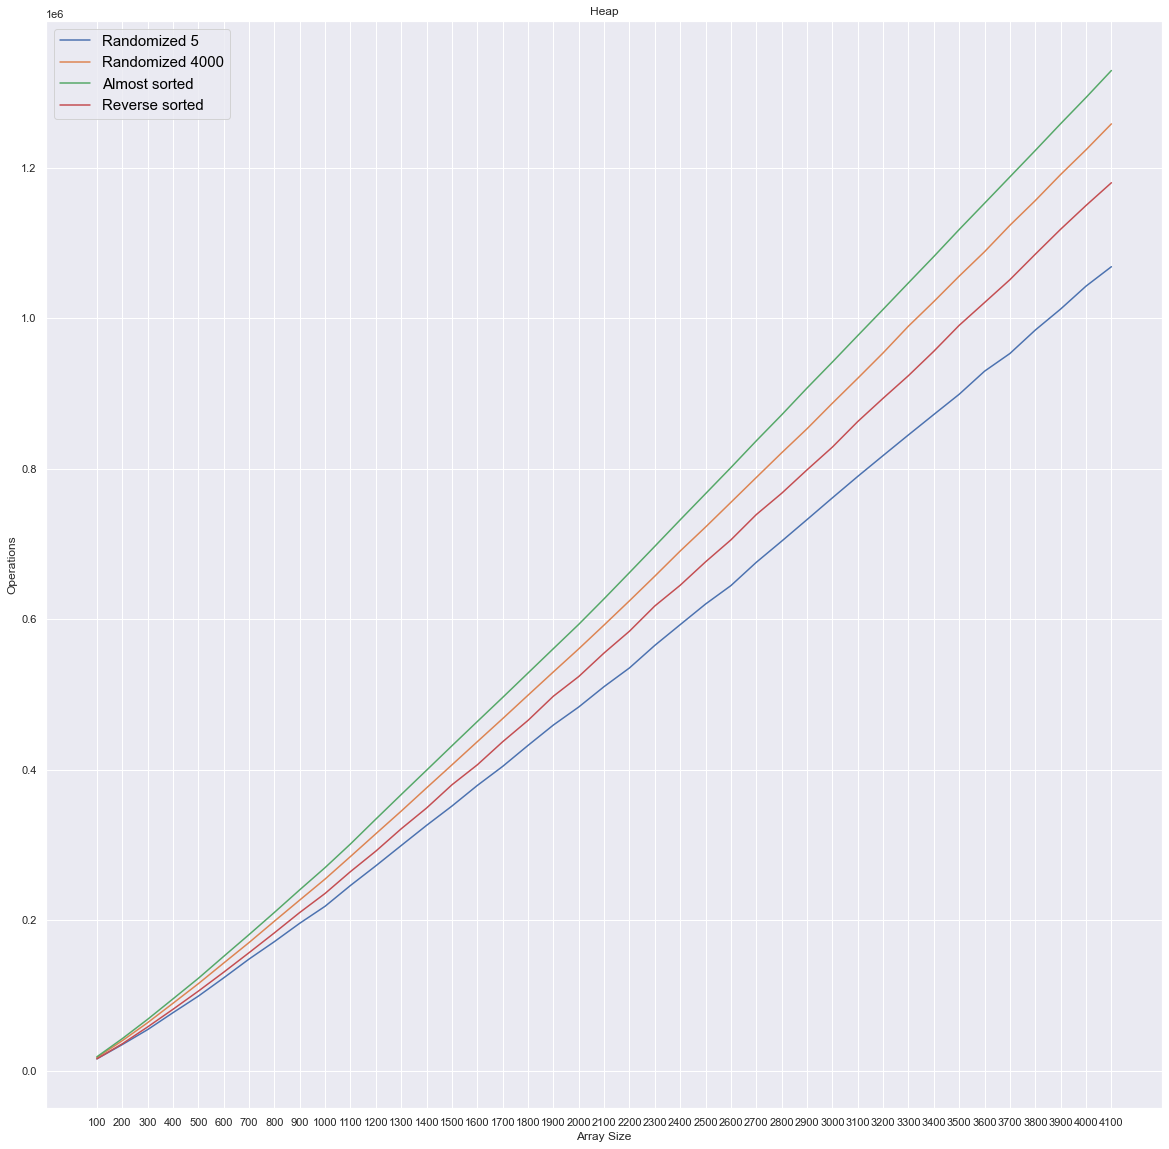 Heap
1e6
Randomized 5
Randomized 4000
Almost sorted
Reverse sorted
1.2
1.0
0.8
0.6
0.4
0.2
0.0
Operations
100 200 300 400 500 600 700 800 900 1000 1100 1200 1300 1400 1500 1600 1700 1800 1900 2000 2100 2200 2300 2400 2500 2600 2700 2800 2900 3000 3100 3200 3300 3400 3500 3600 3700 3800 3900 4000 4100
Array Size